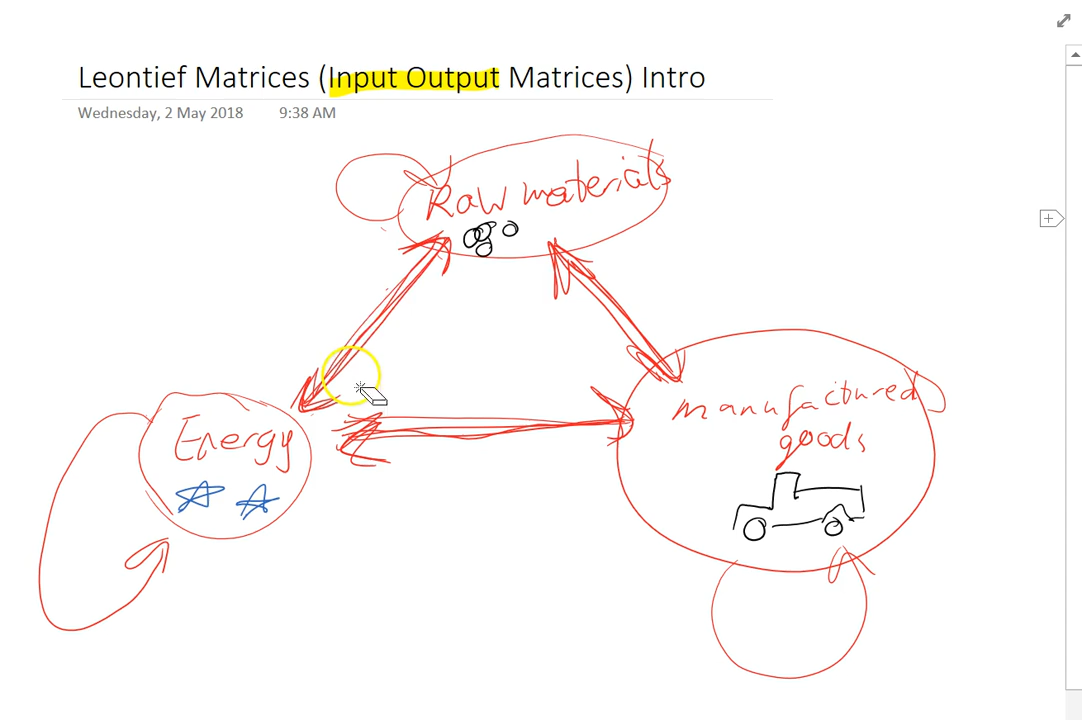 Leontief Matrices (Input Output Matrices) Intro
Wednesday, 2 May 2018 9:38 AM
Raw materials
Energy
manufactured
goods